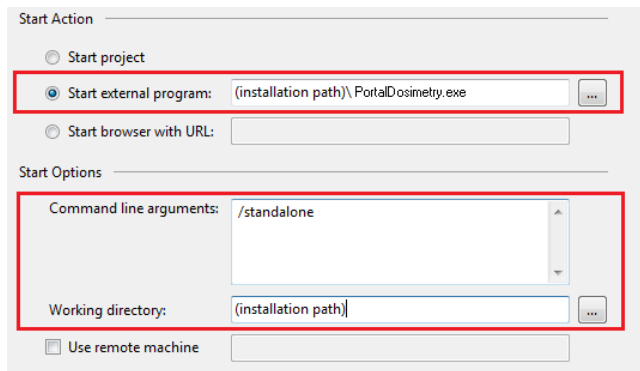 Start Action
Start project
Start external program: (installation path)\ PortalDosimetry.exe ...
Start browser with URL:
Start Options
Command line arguments: /standalone
Working directory: (installation path) ...
Use remote machine